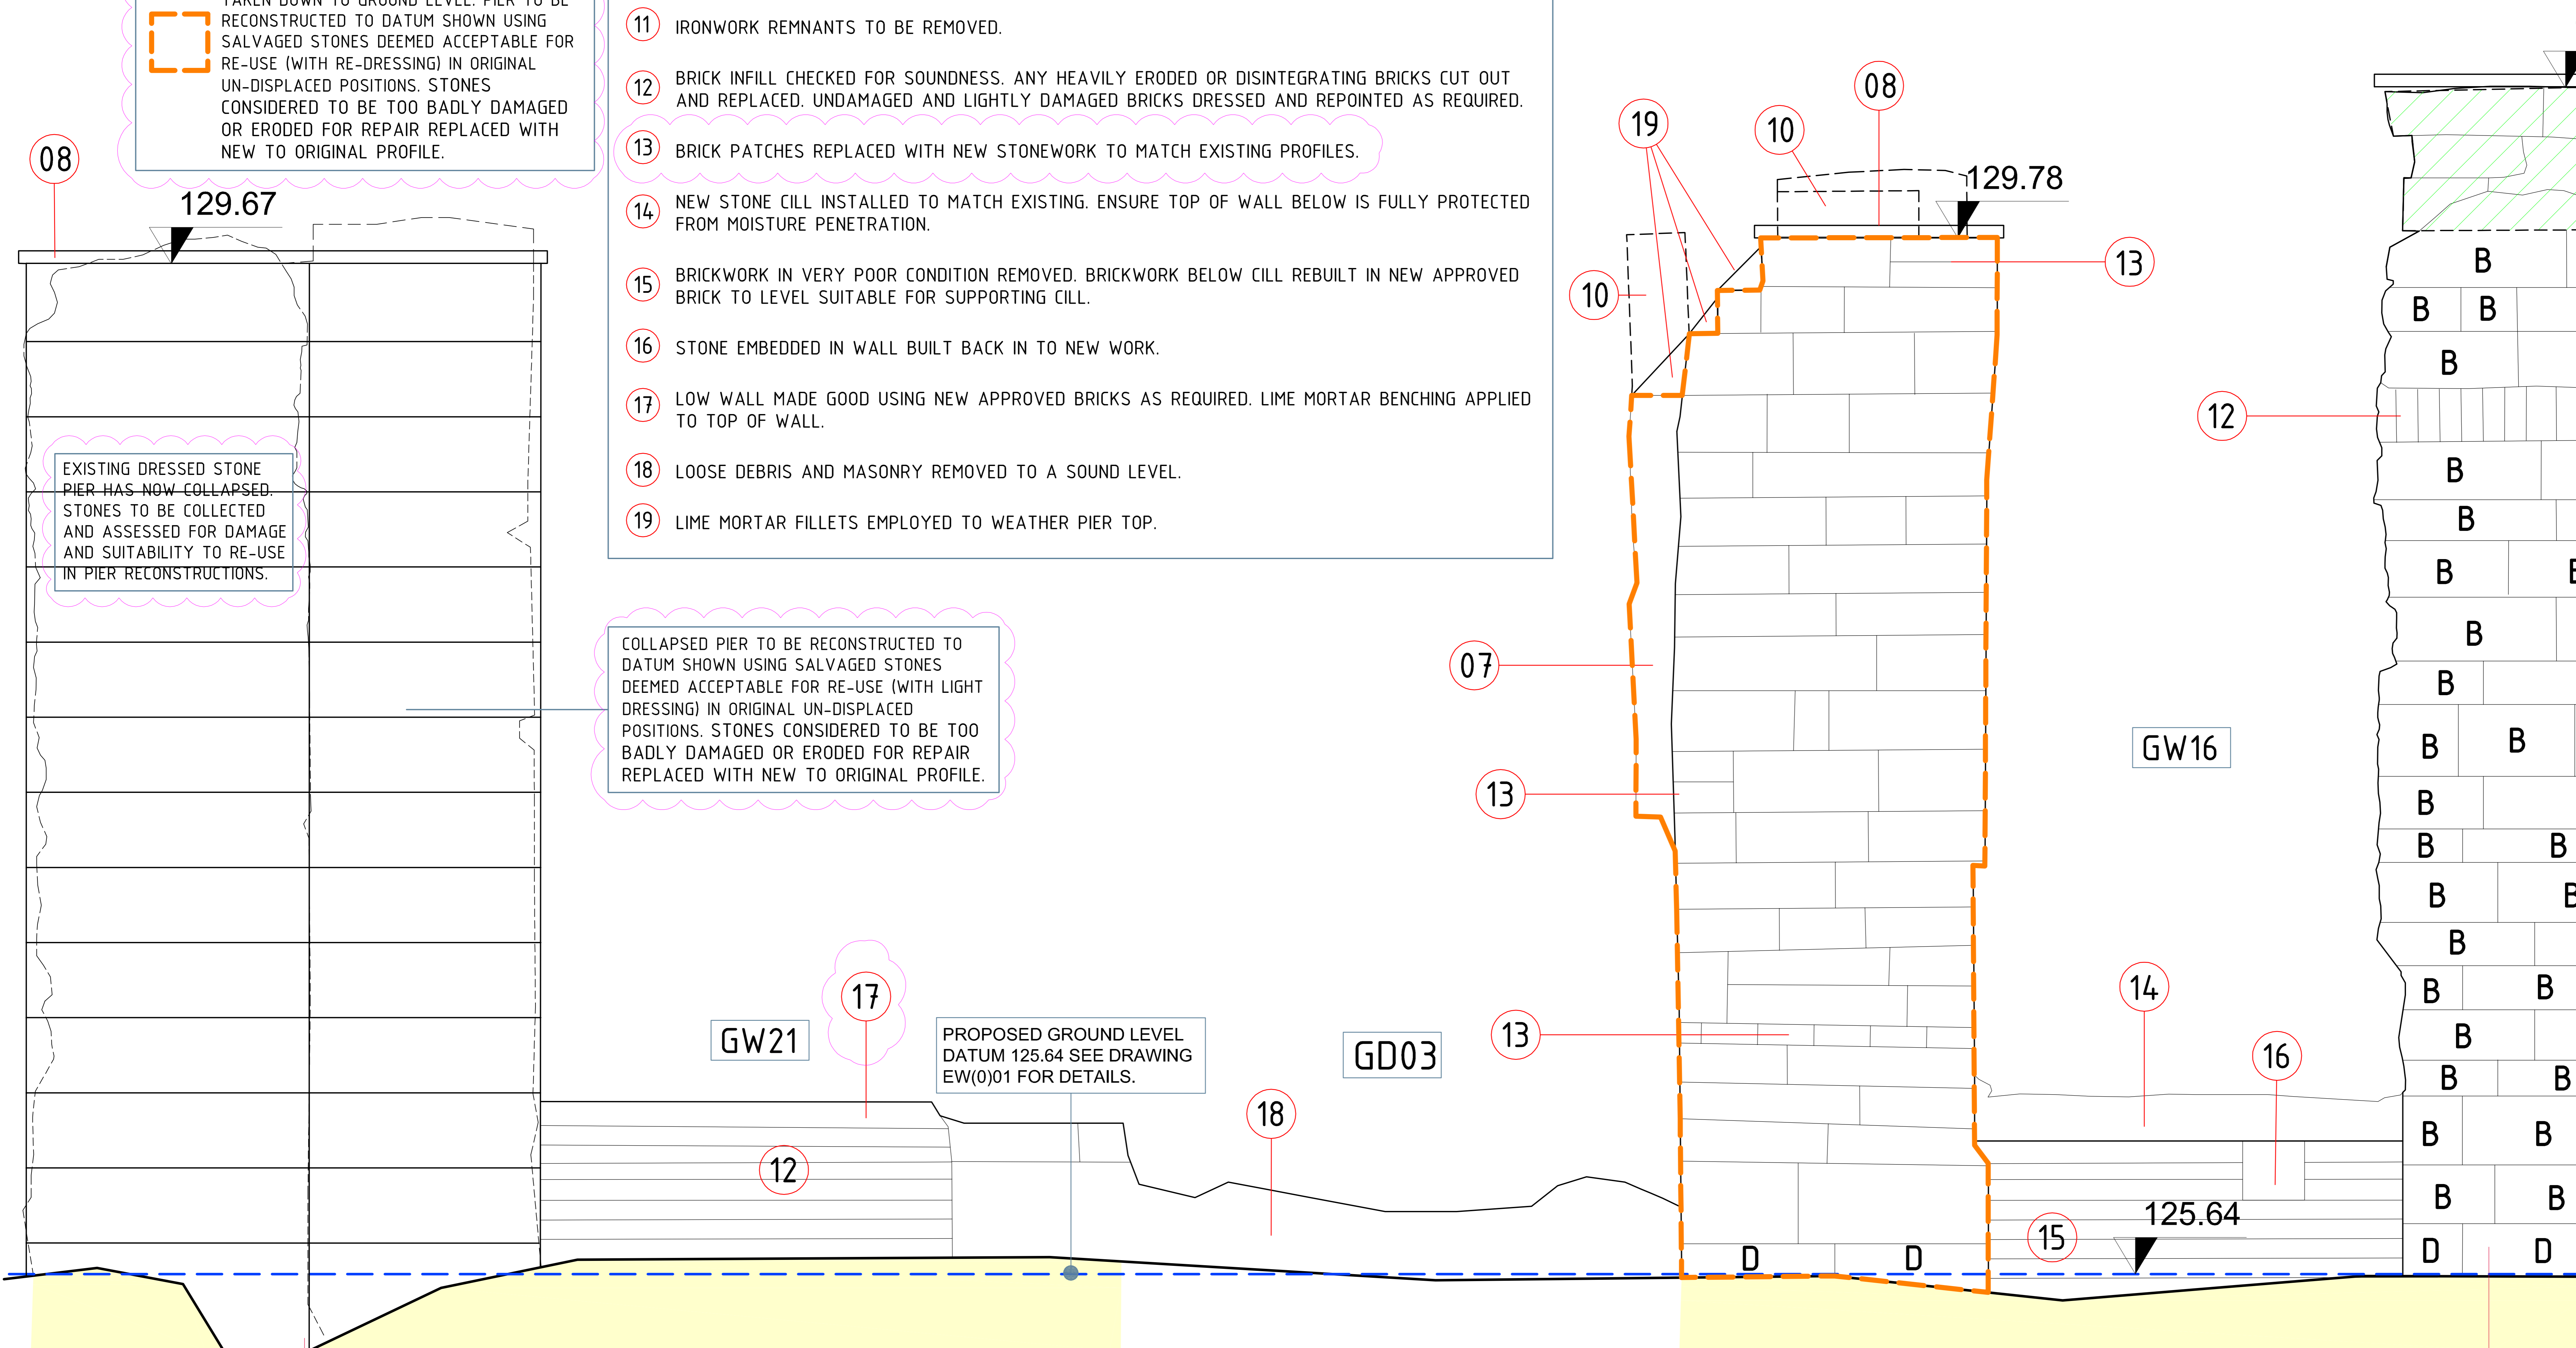 TAKEN DOWN TO GROUND LEVEL. PIER TO BE
RECONSTRUCTED TO DATUM SHOWN USING
SALVAGED STONES DEEMED ACCEPTABLE FOR
RE-USE (WITH RE-DRESSING) IN ORIGINAL
UN-DISPLACED POSITIONS. STONES
CONSIDERED TO BE TOO BADLY DAMAGED
OR ERODED FOR REPAIR REPLACED WITH
NEW TO ORIGINAL PROFILE.
08
129.67
EXISTING DRESSED STONE
PIER HAS NOW COLLAPSED.
STONES TO BE COLLECTED
AND ASSESSED FOR DAMAGE
AND SUITABILITY TO RE-USE
IN PIER RECONSTRUCTIONS.
11 IRONWORK REMNANTS TO BE REMOVED.
12 BRICK INFILL CHECKED FOR SOUNDNESS. ANY HEAVILY ERODED OR DISINTEGRATING BRICKS CUT OUT
AND REPLACED. UNDAMAGED AND LIGHTLY DAMAGED BRICKS DRESSED AND REPOINTED AS REQUIRED.
13 BRICK PATCHES REPLACED WITH NEW STONEWORK TO MATCH EXISTING PROFILES.
14 NEW STONE CILL INSTALLED TO MATCH EXISTING. ENSURE TOP OF WALL BELOW IS FULLY PROTECTED
FROM MOISTURE PENETRATION.
15 BRICKWORK IN VERY POOR CONDITION REMOVED. BRICKWORK BELOW CILL REBUILT IN NEW APPROVED
BRICK TO LEVEL SUITABLE FOR SUPPORTING CILL.
16 STONE EMBEDDED IN WALL BUILT BACK IN TO NEW WORK.
17 LOW WALL MADE GOOD USING NEW APPROVED BRICKS AS REQUIRED. LIME MORTAR BENCHING APPLIED
TO TOP OF WALL.
18 LOOSE DEBRIS AND MASONRY REMOVED TO A SOUND LEVEL.
19 LIME MORTAR FILLETS EMPLOYED TO WEATHER PIER TOP.
COLLAPSED PIER TO BE RECONSTRUCTED TO
DATUM SHOWN USING SALVAGED STONES
DEEMED ACCEPTABLE FOR RE-USE (WITH LIGHT
DRESSING) IN ORIGINAL UN-DISPLACED
POSITIONS. STONES CONSIDERED TO BE TOO
BADLY DAMAGED OR ERODED FOR REPAIR
REPLACED WITH NEW TO ORIGINAL PROFILE.
17
GW21
12
PROPOSED GROUND LEVEL
DATUM 125.64 SEE DRAWING
EW(0)01 FOR DETAILS.
18
GD03
08
19
10
129.78
13
10
07
13
13
D D
12
GW16
14
16
15
125.64
B
B B
B
B
B
B B
B
B
B B
B
B B
B B
B
B B
B
B B
B B
B B
D D